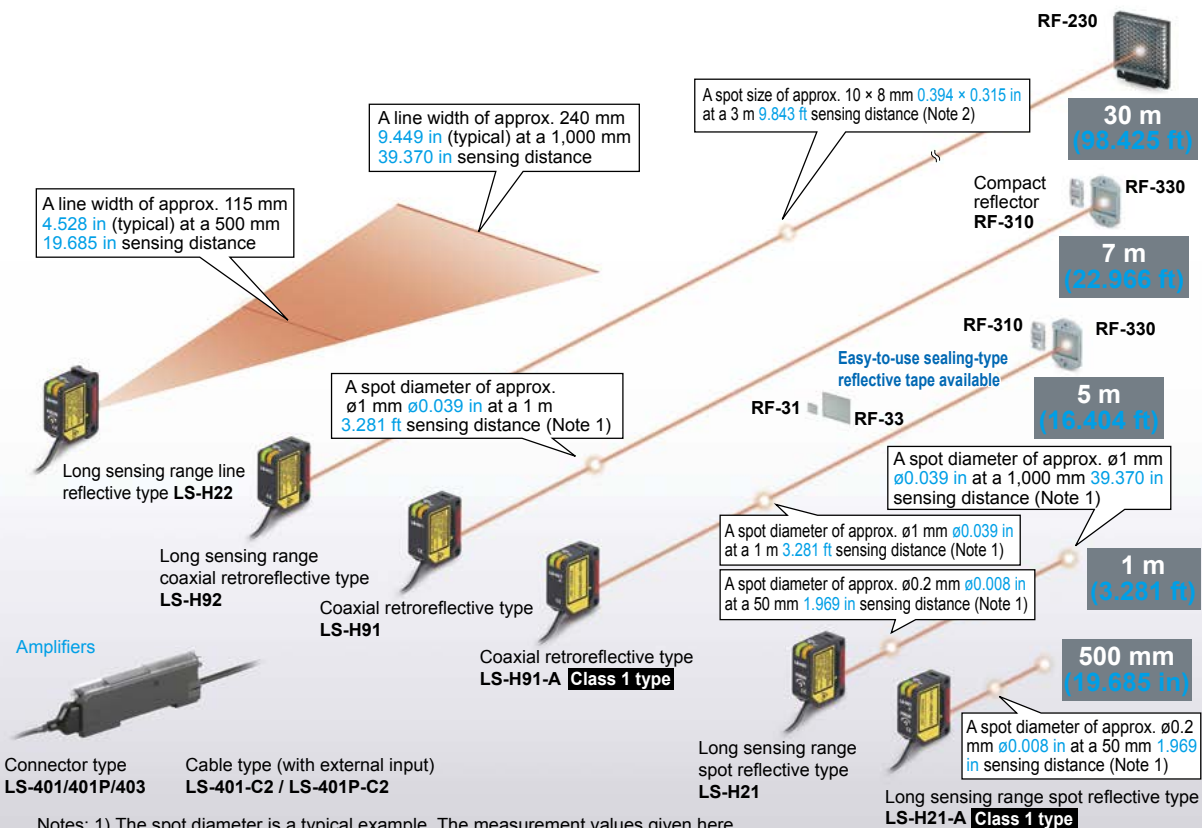 RF-230
A spot size of approx. 10 × 8 mm 0.394 × 0.315 in
at a 3 m 9.843 ft sensing distance (Note 2)
30 m
(98.425 ft)
A line width of approx. 240 mm
9.449 in (typical) at a 1,000 mm
39.370 in sensing distance
A line width of approx. 115 mm
4.528 in (typical) at a 500 mm
19.685 in sensing distance
Compact
reflector
RF-310
RF-330
7 m
(22.966 ft)
RF-310
RF-330
Easy-to-use sealing-type
reflective tape available
RF-31
RF-33
5 m
(16.404 ft)
A spot diameter of approx.
ø1 mm ø0.039 in at a 1 m
3.281 ft sensing distance (Note 1)
A spot diameter of approx. ø1 mm
ø0.039 in at a 1,000 mm 39.370 in
sensing distance (Note 1)
Long sensing range line
reflective type LS-H22
A spot diameter of approx. ø1 mm ø0.039 in
at a 1 m 3.281 ft sensing distance (Note 1)
1 m
(3.281 ft)
Long sensing range
coaxial retroreflective type
LS-H92
A spot diameter of approx. ø0.2 mm ø0.008 in
at a 50 mm 1.969 in sensing distance (Note 1)
Coaxial retroreflective type
LS-H91
Coaxial retroreflective type
LS-H91-A Class 1 type
500 mm
(19.685 in)
Amplifiers
A spot diameter of approx. ø0.2
mm ø0.008 in at a 50 mm 1.969
in sensing distance (Note 1)
Connector type
LS-401/401P/403
Cable type (with external input)
LS-401-C2 / LS-401P-C2
Long sensing range
spot reflective type
LS-H21
Long sensing range spot reflective type
LS-H21-A Class 1 type
Notes: 1) The spot diameter is a typical example. The measurement values given here